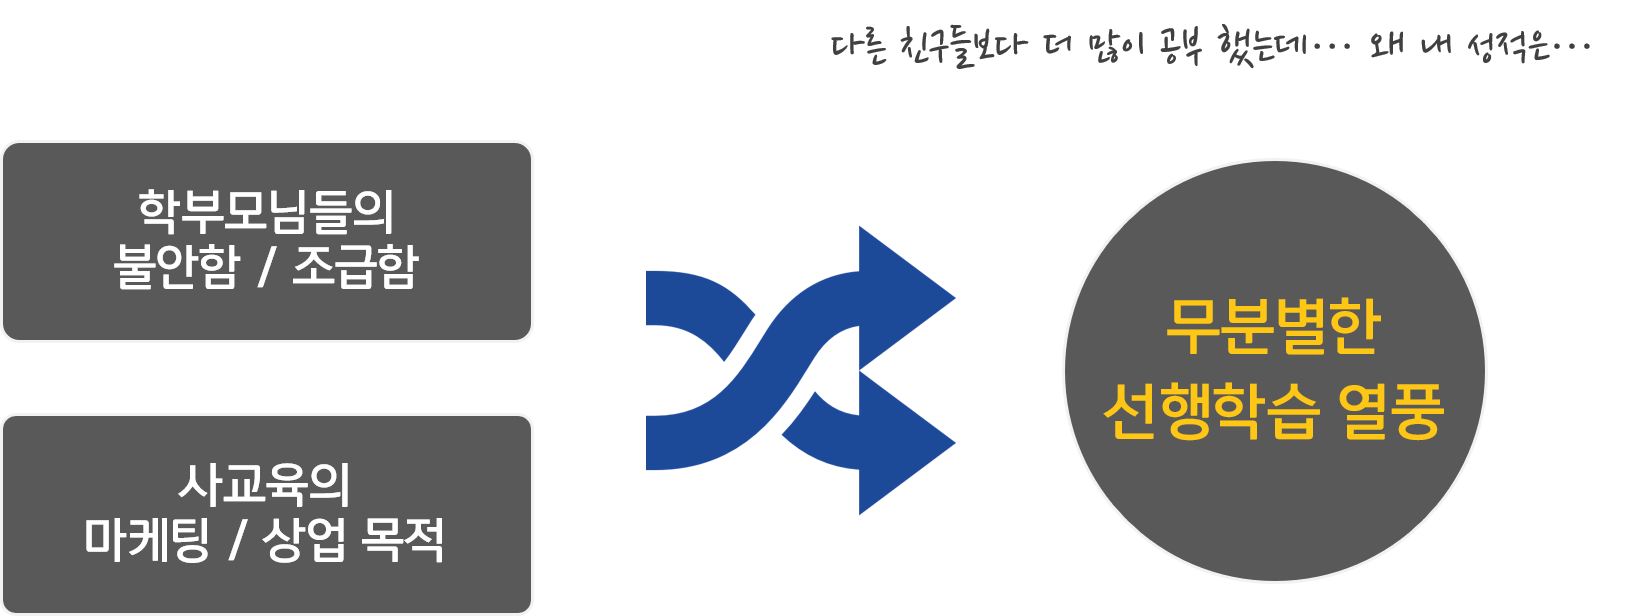 다른 친구들보다 더 많이 공부 했는데... 왜 내 성적은...
학부모님들의
불안함 / 조급함
사교육의
마케팅 / 상업 목적
무분별한
선행학습 열풍